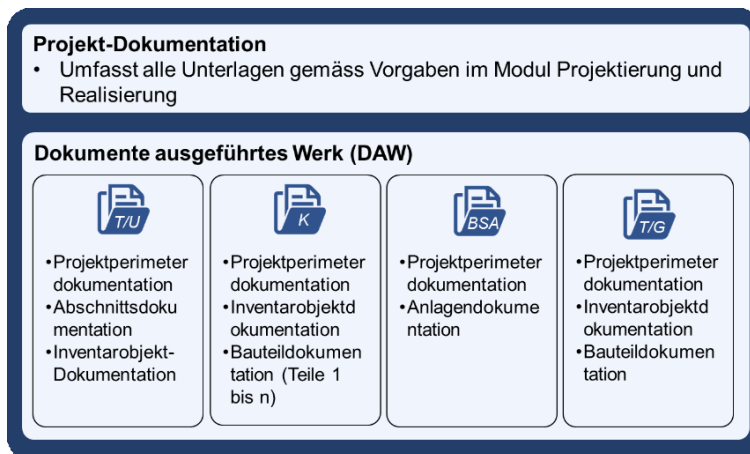 Projekt-Dokumentation
• Umfasst alle Unterlagen gemäss Vorgaben im Modul Projektierung und
Realisierung
Dokumente ausgeführtes Werk (DAW)
T/U
•Projektperimeter
dokumentation
•Abschnittsdoku
mentation
•Inventarobjekt-
Dokumentation
K
•Projektperimeter
dokumentation
•Inventarobjektd
okumentation
•Bauteildokumen
tation (Teile 1
bis n)
BSA
•Projektperimeter
dokumentation
•Anlagendokume
ntation
T/G
•Projektperimeter
dokumentation
•Inventarobjektd
okumentation
•Bauteildokumen
tation